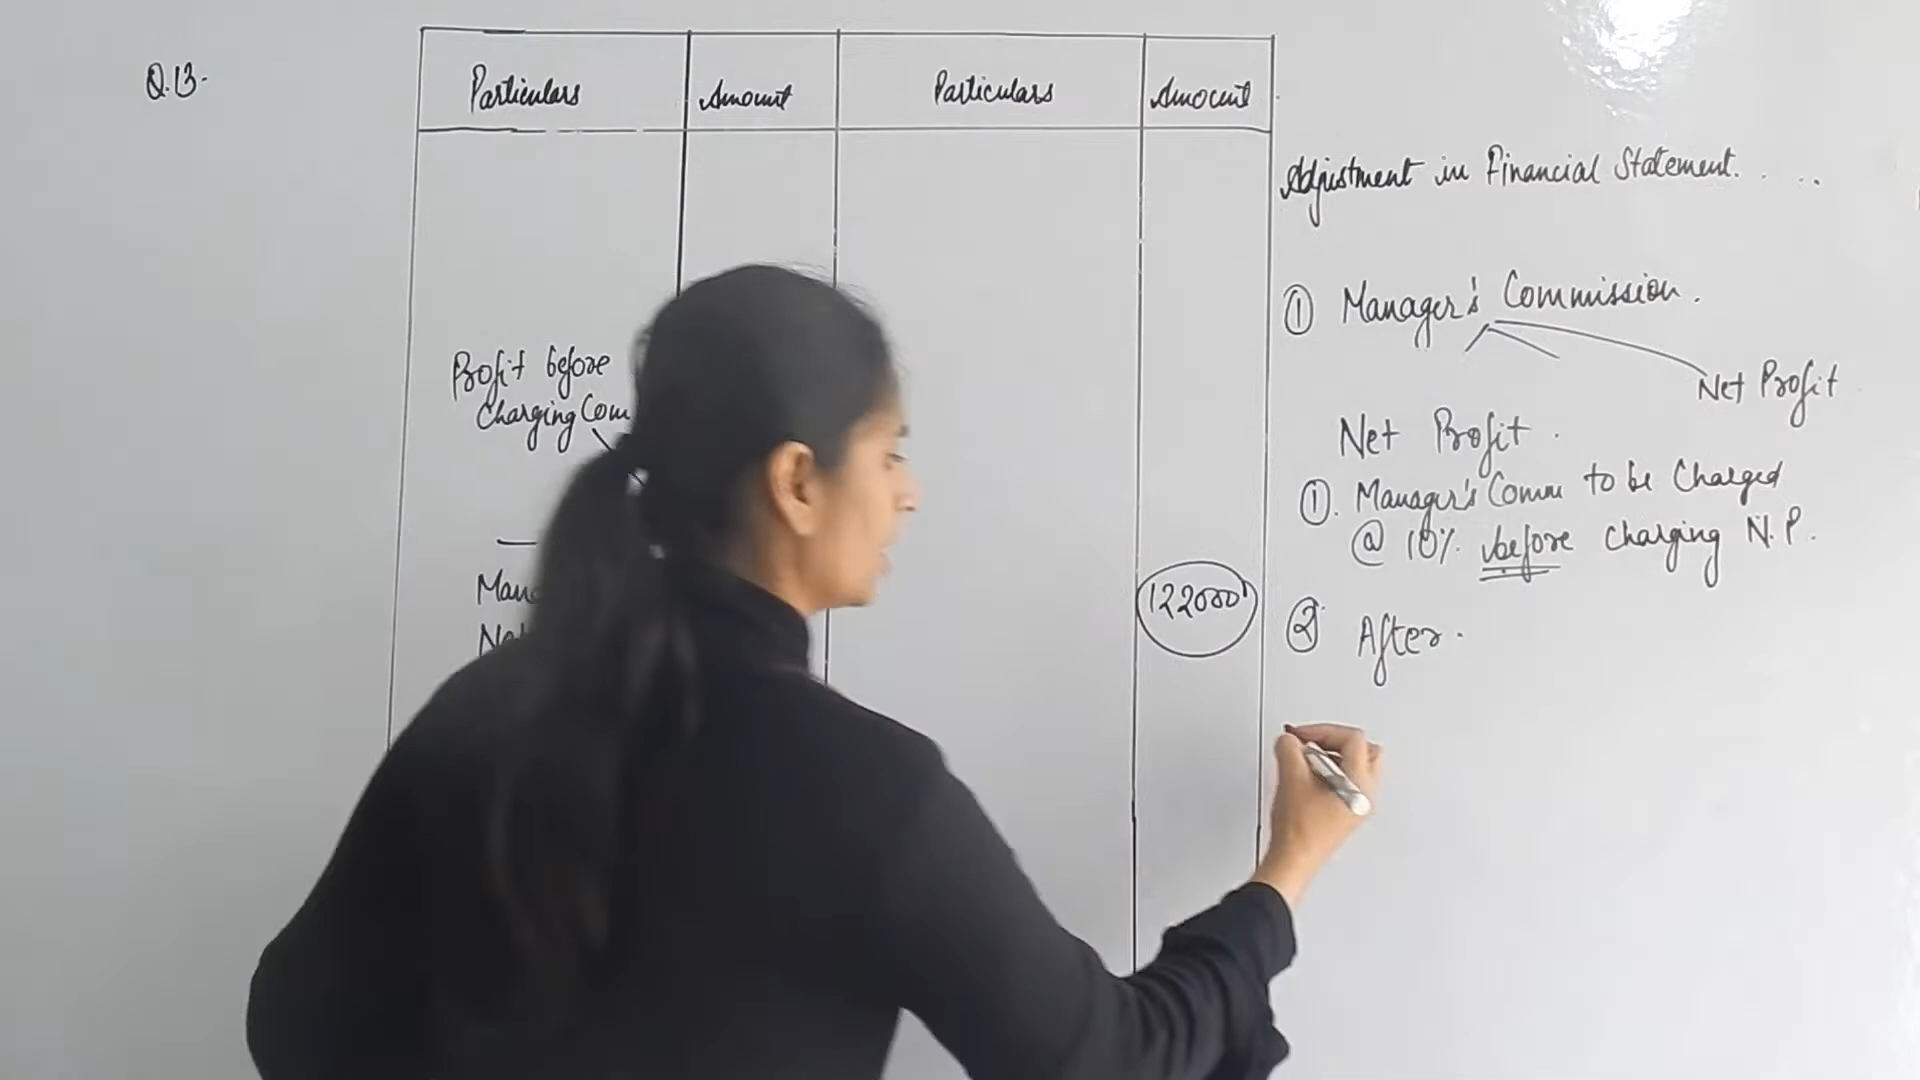 Q.13.
Particulars Amount Particulars Amount
Profit before
Charging Com
122000
Adjustment in Financial Statement. . . .
① Manager's Commission.
Net Profit
Net Profit.
①. Manager's Comm to be Charged
@ 10%. before charging N.P.
② After.